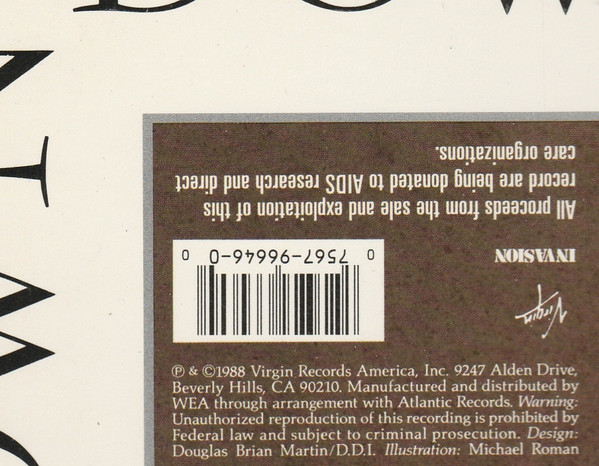 All proceeds from the sale and exploitation of this
record are being donated to AIDS research and direct
care organizations.
INVASION
Virgin
0 7567-96646-0 0
℗ & ©1988 Virgin Records America, Inc. 9247 Alden Drive,
Beverly Hills, CA 90210. Manufactured and distributed by
WEA through arrangement with Atlantic Records. Warning:
Unauthorized reproduction of this recording is prohibited by
Federal law and subject to criminal prosecution. Design:
Douglas Brian Martin/D.D.I. Illustration: Michael Roman